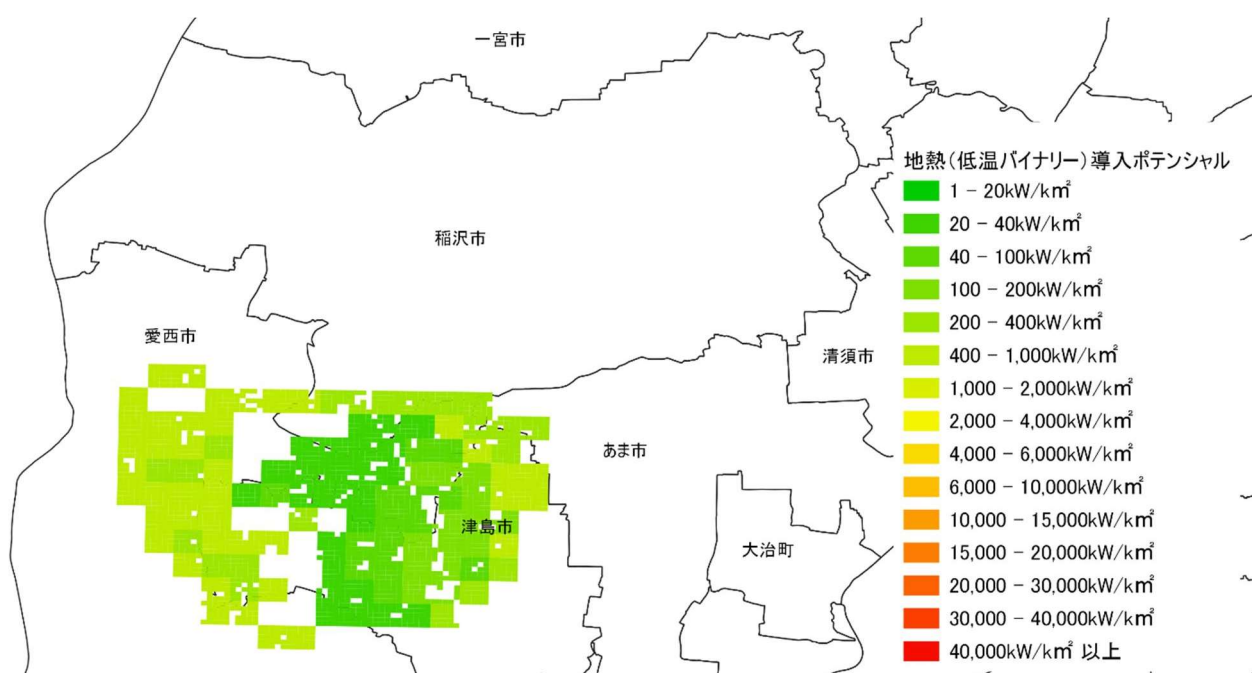 一宮市
稲沢市
愛西市
清須市
あま市
津島市
大治町
地熱（低温バイナリー）導入ポテンシャル
1 − 20kW/k㎡
20 − 40kW/k㎡
40 − 100kW/k㎡
100 − 200kW/k㎡
200 − 400kW/k㎡
400 − 1,000kW/k㎡
1,000 − 2,000kW/k㎡
2,000 − 4,000kW/k㎡
4,000 − 6,000kW/k㎡
6,000 − 10,000kW/k㎡
10,000 − 15,000kW/k㎡
15,000 − 20,000kW/k㎡
20,000 − 30,000kW/k㎡
30,000 − 40,000kW/k㎡
40,000kW/k㎡ 以上